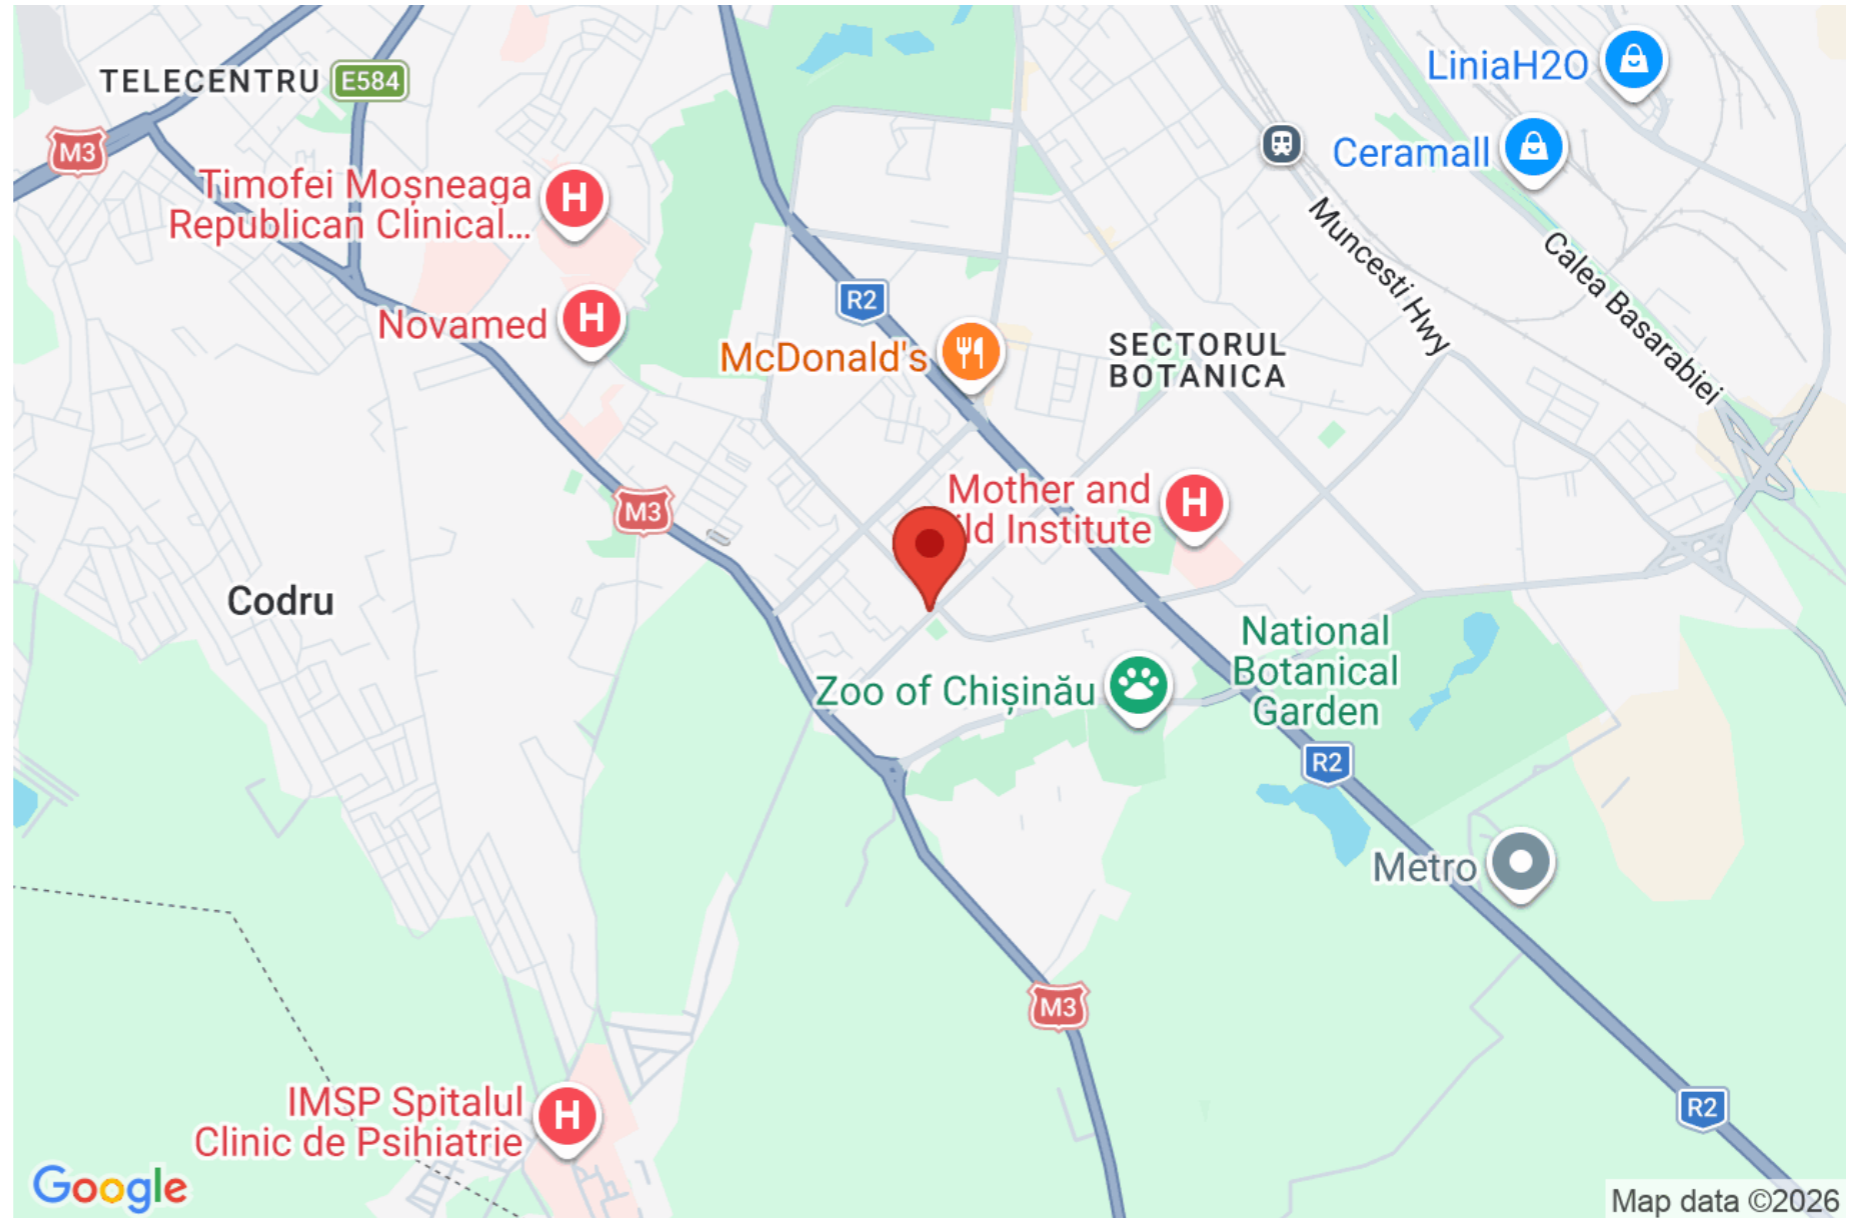 TELECENTRU
E584
LiniaH2O
M3
Ceramall
Timofei Moșneaga
Republican Clinical...
H
Muncesti Hwy
Calea Basarabiei
R2
Novamed
H
McDonald's
SECTORUL
BOTANICA
M3
Mother and
ld Institute
H
Codru
National
Botanical
Garden
Zoo of Chișinău
R2
Metro
M3
IMSP Spitalul
Clinic de Psihiatrie
H
R2
Google
Map data ©2026